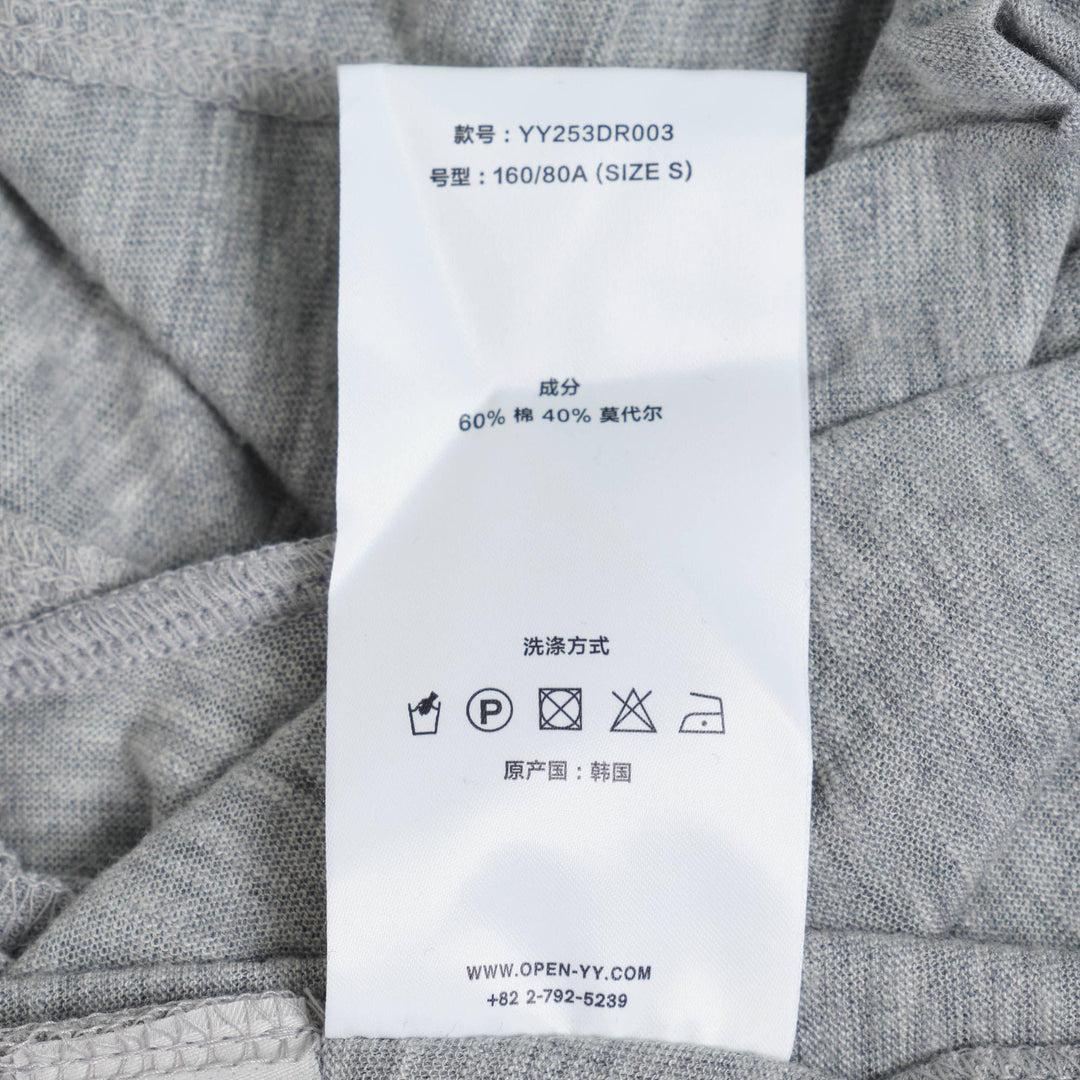 款号：YY253DR003
号型：160/80A (SIZE S)
成分
60% 棉 40% 莫代尔
洗涤方式
P
原产国：韩国
WWW.OPEN-YY.COM
+82 2-792-5239